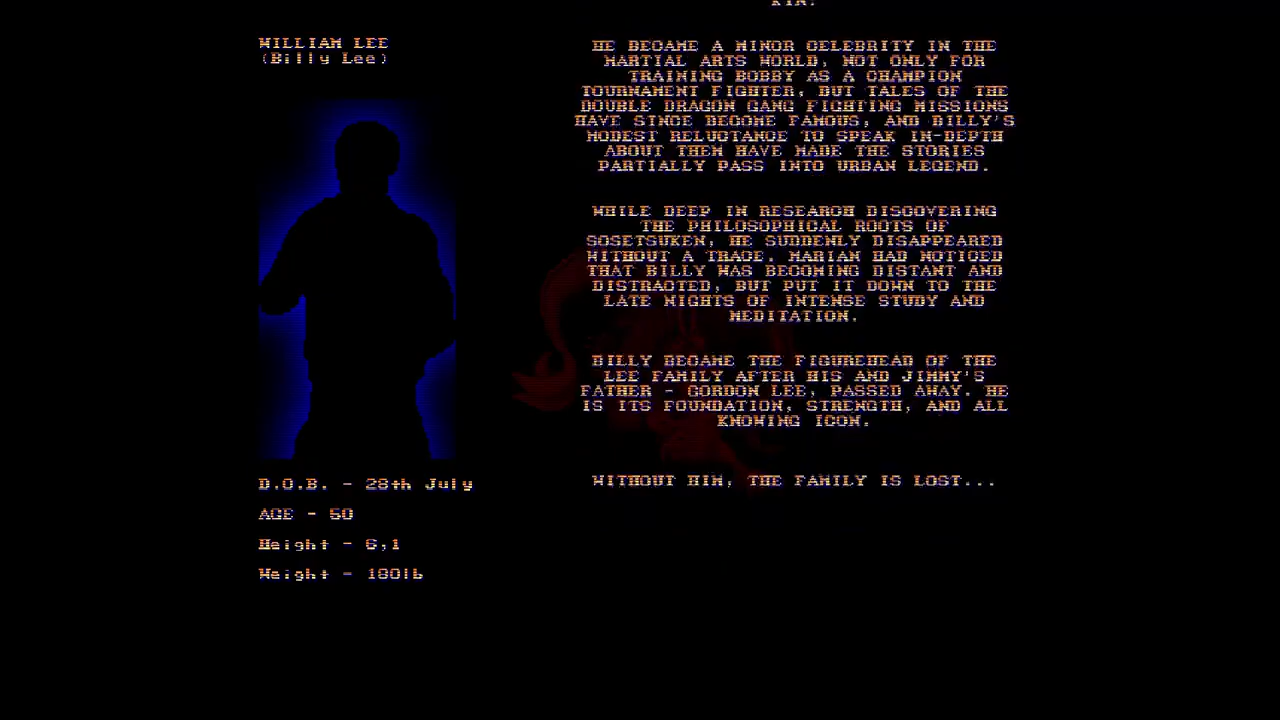 WILLIAM LEE
(Billy Lee)
D.O.B. - 28th July
AGE - 50
Height - 6,1
Weight - 180lb
KIN.
HE BECAME A MINOR CELEBRITY IN THE
MARTIAL ARTS WORLD, NOT ONLY FOR
TRAINING BOBBY AS A CHAMPION
TOURNAMENT FIGHTER, BUT TALES OF THE
DOUBLE DRAGON GANG FIGHTING MISSIONS
HAVE SINCE BECOME FAMOUS, AND BILLY'S
MODEST RELUCTANCE TO SPEAK IN-DEPTH
ABOUT THEM HAVE MADE THE STORIES
PARTIALLY PASS INTO URBAN LEGEND.
WHILE DEEP IN RESEARCH DISCOVERING
THE PHILOSOPHICAL ROOTS OF
SOSETSUKEN, HE SUDDENLY DISAPPEARED
WITHOUT A TRACE. MARIAN HAD NOTICED
THAT BILLY WAS BECOMING DISTANT AND
DISTRACTED, BUT PUT IT DOWN TO THE
LATE NIGHTS OF INTENSE STUDY AND
MEDITATION.
BILLY BECAME THE FIGUREHEAD OF THE
LEE FAMILY AFTER HIS AND JIMMY'S
FATHER - GORDON LEE, PASSED AWAY. HE
IS ITS FOUNDATION, STRENGTH, AND ALL
KNOWING ICON.
WITHOUT HIM, THE FAMILY IS LOST...